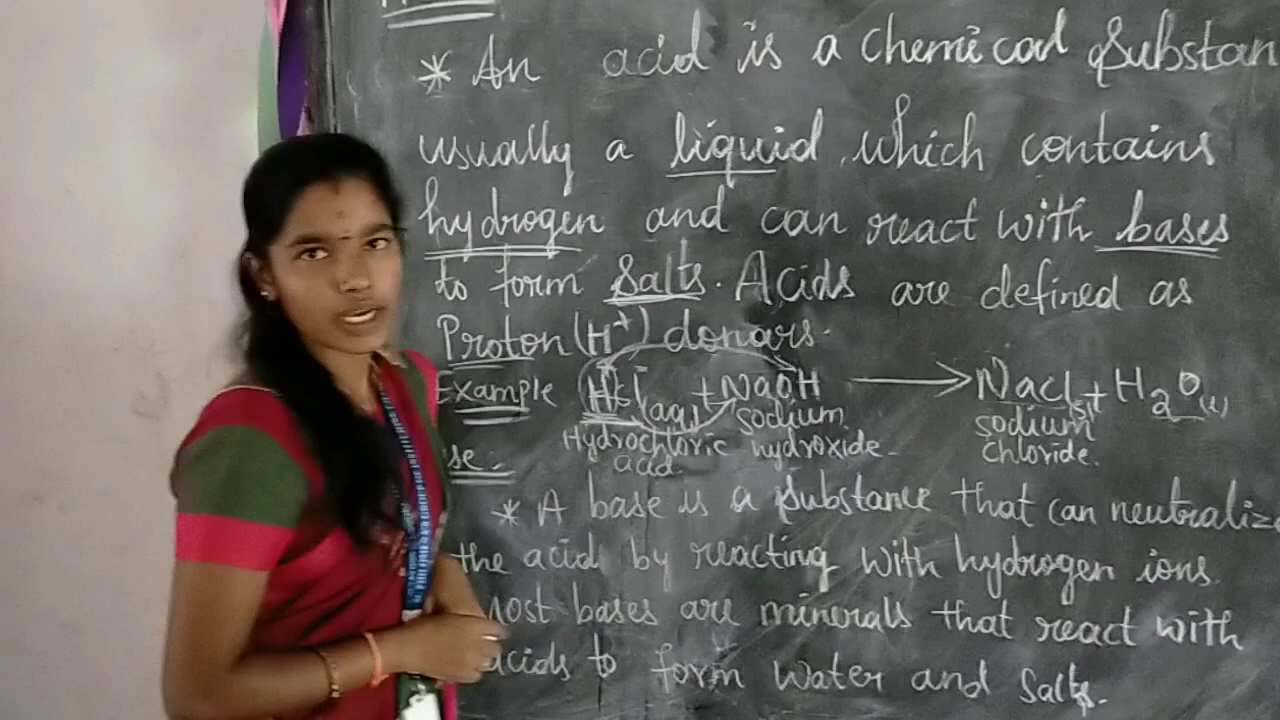 * An acid is a chemical Substan
usually a liquid, which contains
hydrogen and can react with bases
to form Salts. Acids are defined as
Proton (H+) donars.
Example HCl(aq) + NaOH → NaCl(s) + H2O(l)
Hydrochloric acid sodium hydroxide. sodium chloride.
se:
* A base is a substance that can neutralize
the acid by reacting with hydrogen ions.
Most bases are minerals that react with
acids to form water and Salts.